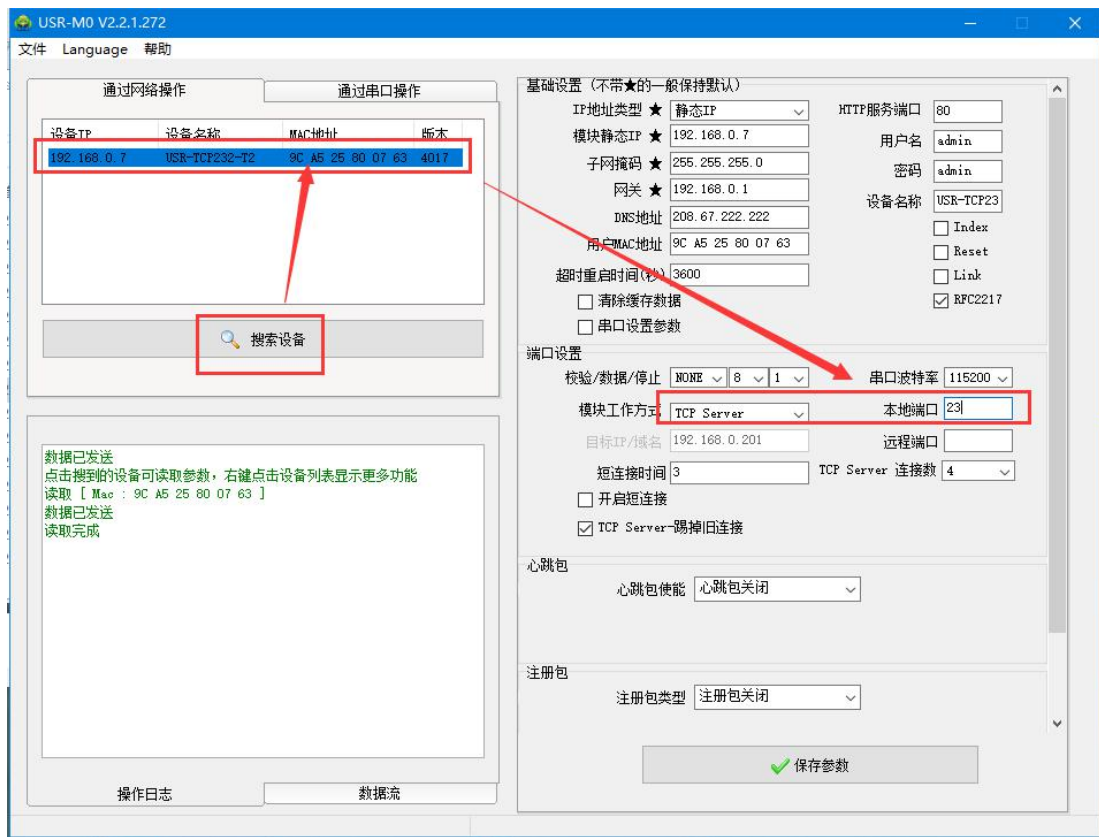 USR-M0 V2.2.1.272
文件 Language 帮助
通过网络操作 通过串口操作
设备IP 设备名称 MAC地址 版本
192.168.0.7 USR-TCP232-T2 9C A5 25 80 07 63 4017
搜索设备
数据已发送
点击搜到的设备可读取参数，右键点击设备列表显示更多功能
读取 [ Mac : 9C A5 25 80 07 63 ]
数据已发送
读取完成
操作日志 数据流
基础设置 (不带★的一般保持默认)
IP地址类型 ★ 静态IP
HTTP服务端口 80
模块静态IP ★ 192.168.0.7
用户名 admin
子网掩码 ★ 255.255.255.0
密码 admin
网关 ★ 192.168.0.1
设备名称 USR-TCP23
DNS地址 208.67.222.222
Index
用户MAC地址 9C A5 25 80 07 63
Reset
超时重启时间(秒) 3600
Link
清除缓存数据
RFC2217
串口设置参数
端口设置
校验/数据/停止 NONE 8 1
串口波特率 115200
模块工作方式 TCP Server
本地端口 23
目标IP/域名 192.168.0.201
远程端口
短连接时间 3
TCP Server 连接数 4
开启短连接
TCP Server-踢掉旧连接
心跳包
心跳包使能 心跳包关闭
注册包
注册包类型 注册包关闭
保存参数